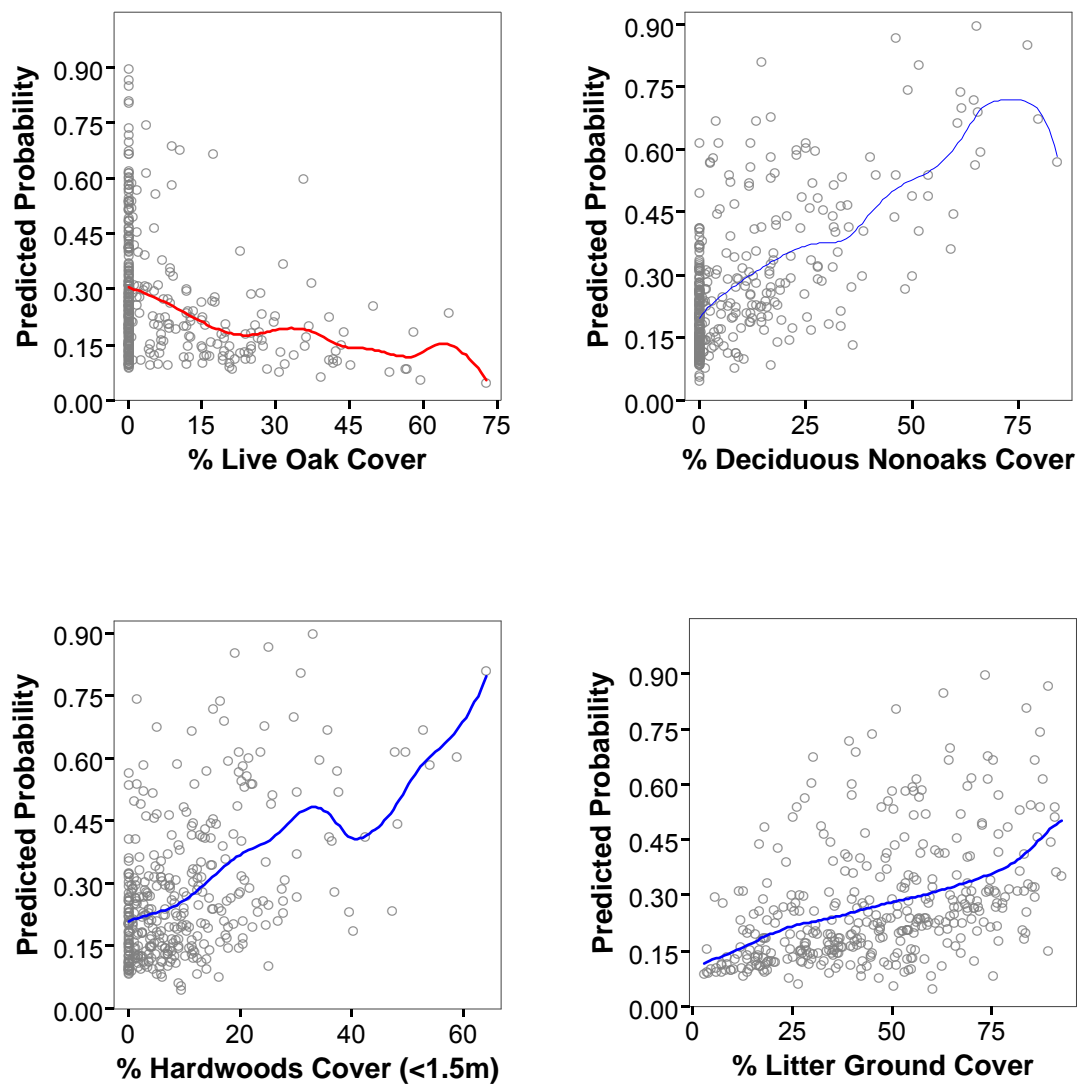 Predicted Probability
0.90
0.75
0.60
0.45
0.30
0.15
0.00
0 15 30 45 60 75
% Live Oak Cover
Predicted Probability
0.90
0.75
0.60
0.45
0.30
0.15
0.00
0 25 50 75
% Deciduous Nonoaks Cover
Predicted Probability
0.90
0.75
0.60
0.45
0.30
0.15
0.00
0 20 40 60
% Hardwoods Cover (<1.5m)
Predicted Probability
0.90
0.75
0.60
0.45
0.30
0.15
0.00
0 25 50 75
% Litter Ground Cover